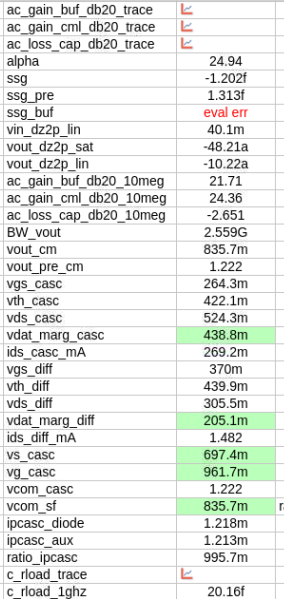 ac_gain_buf_db20_trace
ac_gain_cml_db20_trace
ac_loss_cap_db20_trace
alpha 24.94
ssg -1.202f
ssg_pre 1.313f
ssg_buf eval err
vin_dz2p_lin 40.1m
vout_dz2p_sat -48.21a
vout_dz2p_lin -10.22a
ac_gain_buf_db20_10meg 21.71
ac_gain_cml_db20_10meg 24.36
ac_loss_cap_db20_10meg -2.651
BW_vout 2.559G
vout_cm 835.7m
vout_pre_cm 1.222
vgs_casc 264.3m
vth_casc 422.1m
vds_casc 524.3m
vdat_marg_casc 438.8m
ids_casc_mA 269.2m
vgs_diff 370m
vth_diff 439.9m
vds_diff 305.5m
vdat_marg_diff 205.1m
ids_diff_mA 1.482
vs_casc 697.4m
vg_casc 961.7m
vcom_casc 1.222
vcom_sf 835.7m
ipcasc_diode 1.218m
ipcasc_aux 1.213m
ratio_ipcasc 995.7m
c_rload_trace
c_rload_1ghz 20.16f